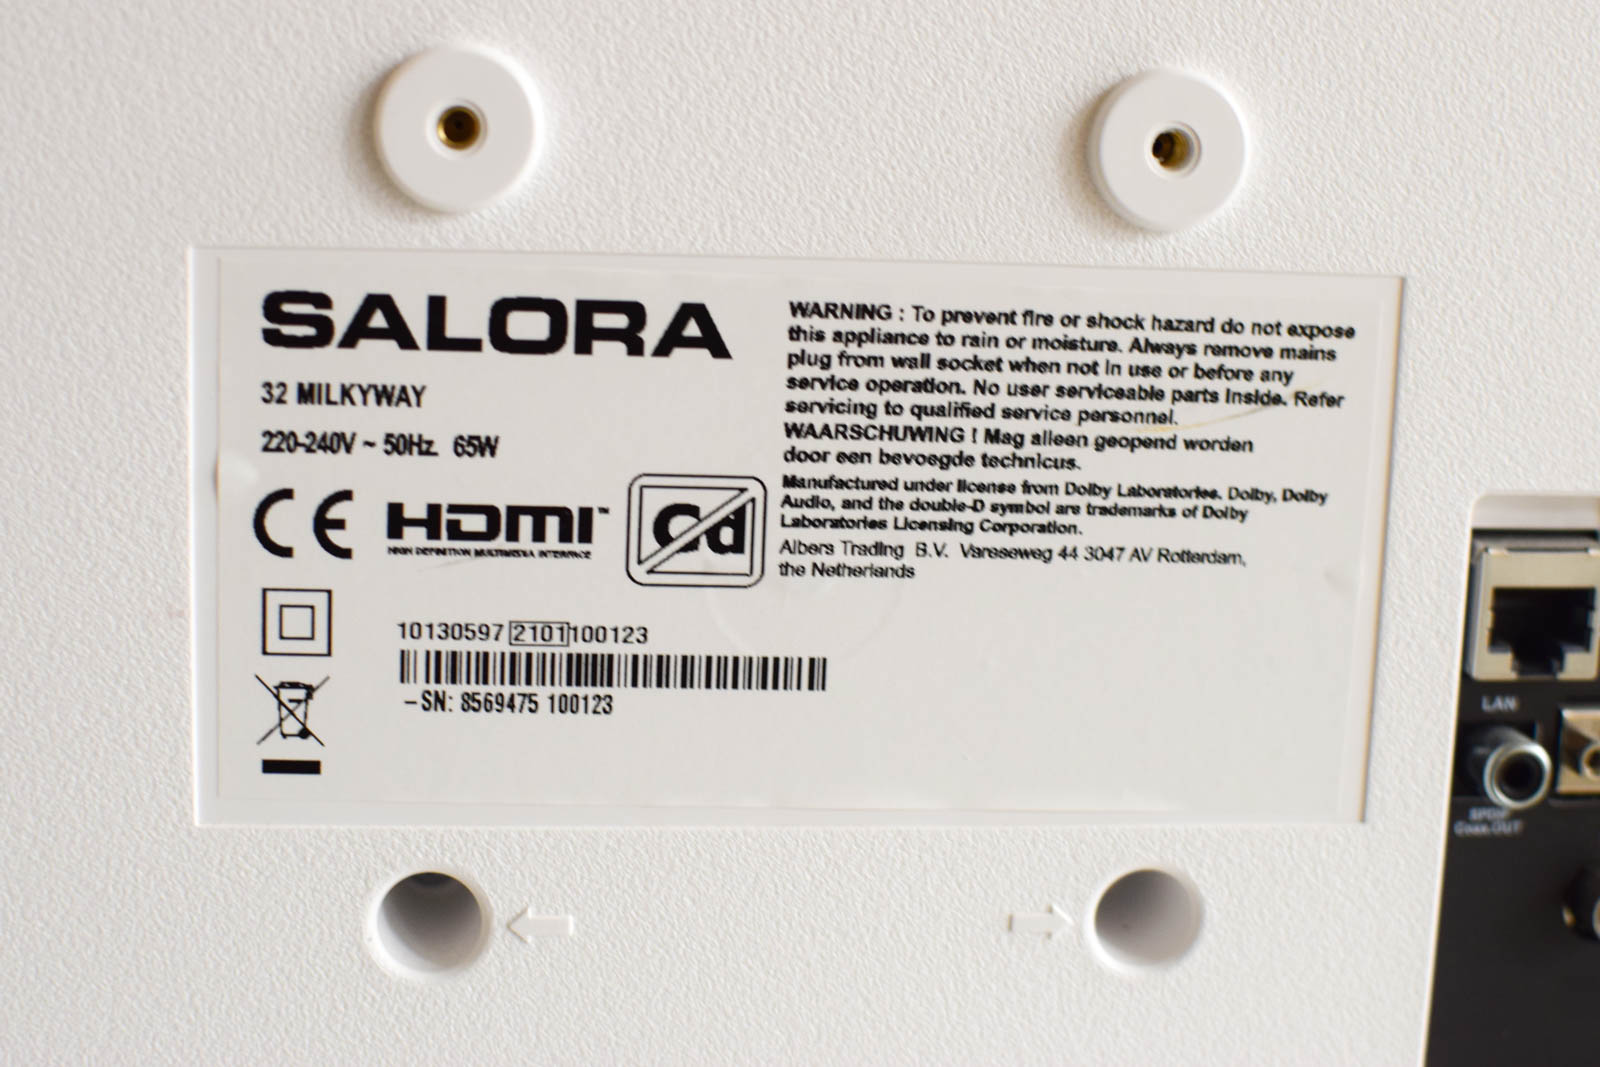 SALORA
32 MILKYWAY
220-240V ~ 50Hz 65W
CE
HDMI™
HIGH DEFINITION MULTIMEDIA INTERFACE
Cd
10130597 2101 100123
-SN: 8569475 100123
WARNING : To prevent fire or shock hazard do not expose
this appliance to rain or moisture. Always remove mains
plug from wall socket when not in use or before any
service operation. No user serviceable parts inside. Refer
servicing to qualified service personnel.
WAARSCHUWING ! Mag alleen geopend worden
door een bevoegde technicus.
Manufactured under license from Dolby Laboratories. Dolby, Dolby
Audio, and the double-D symbol are trademarks of Dolby
Laboratories Licensing Corporation.
Albers Trading B.V. Vareseweg 44 3047 AV Rotterdam,
the Netherlands
LAN
SPDIF
Coax.OUT